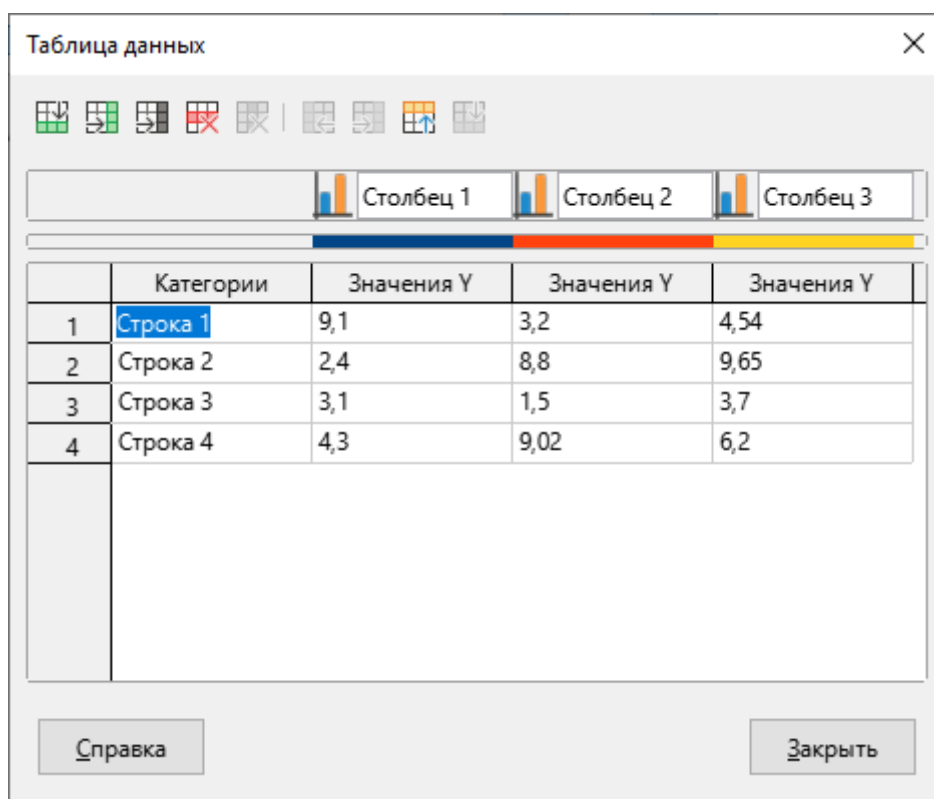 Таблица данных
Столбец 1 Столбец 2 Столбец 3
Категории Значения Y Значения Y Значения Y
1 Строка 1 9,1 3,2 4,54
2 Строка 2 2,4 8,8 9,65
3 Строка 3 3,1 1,5 3,7
4 Строка 4 4,3 9,02 6,2
Справка Закрыть